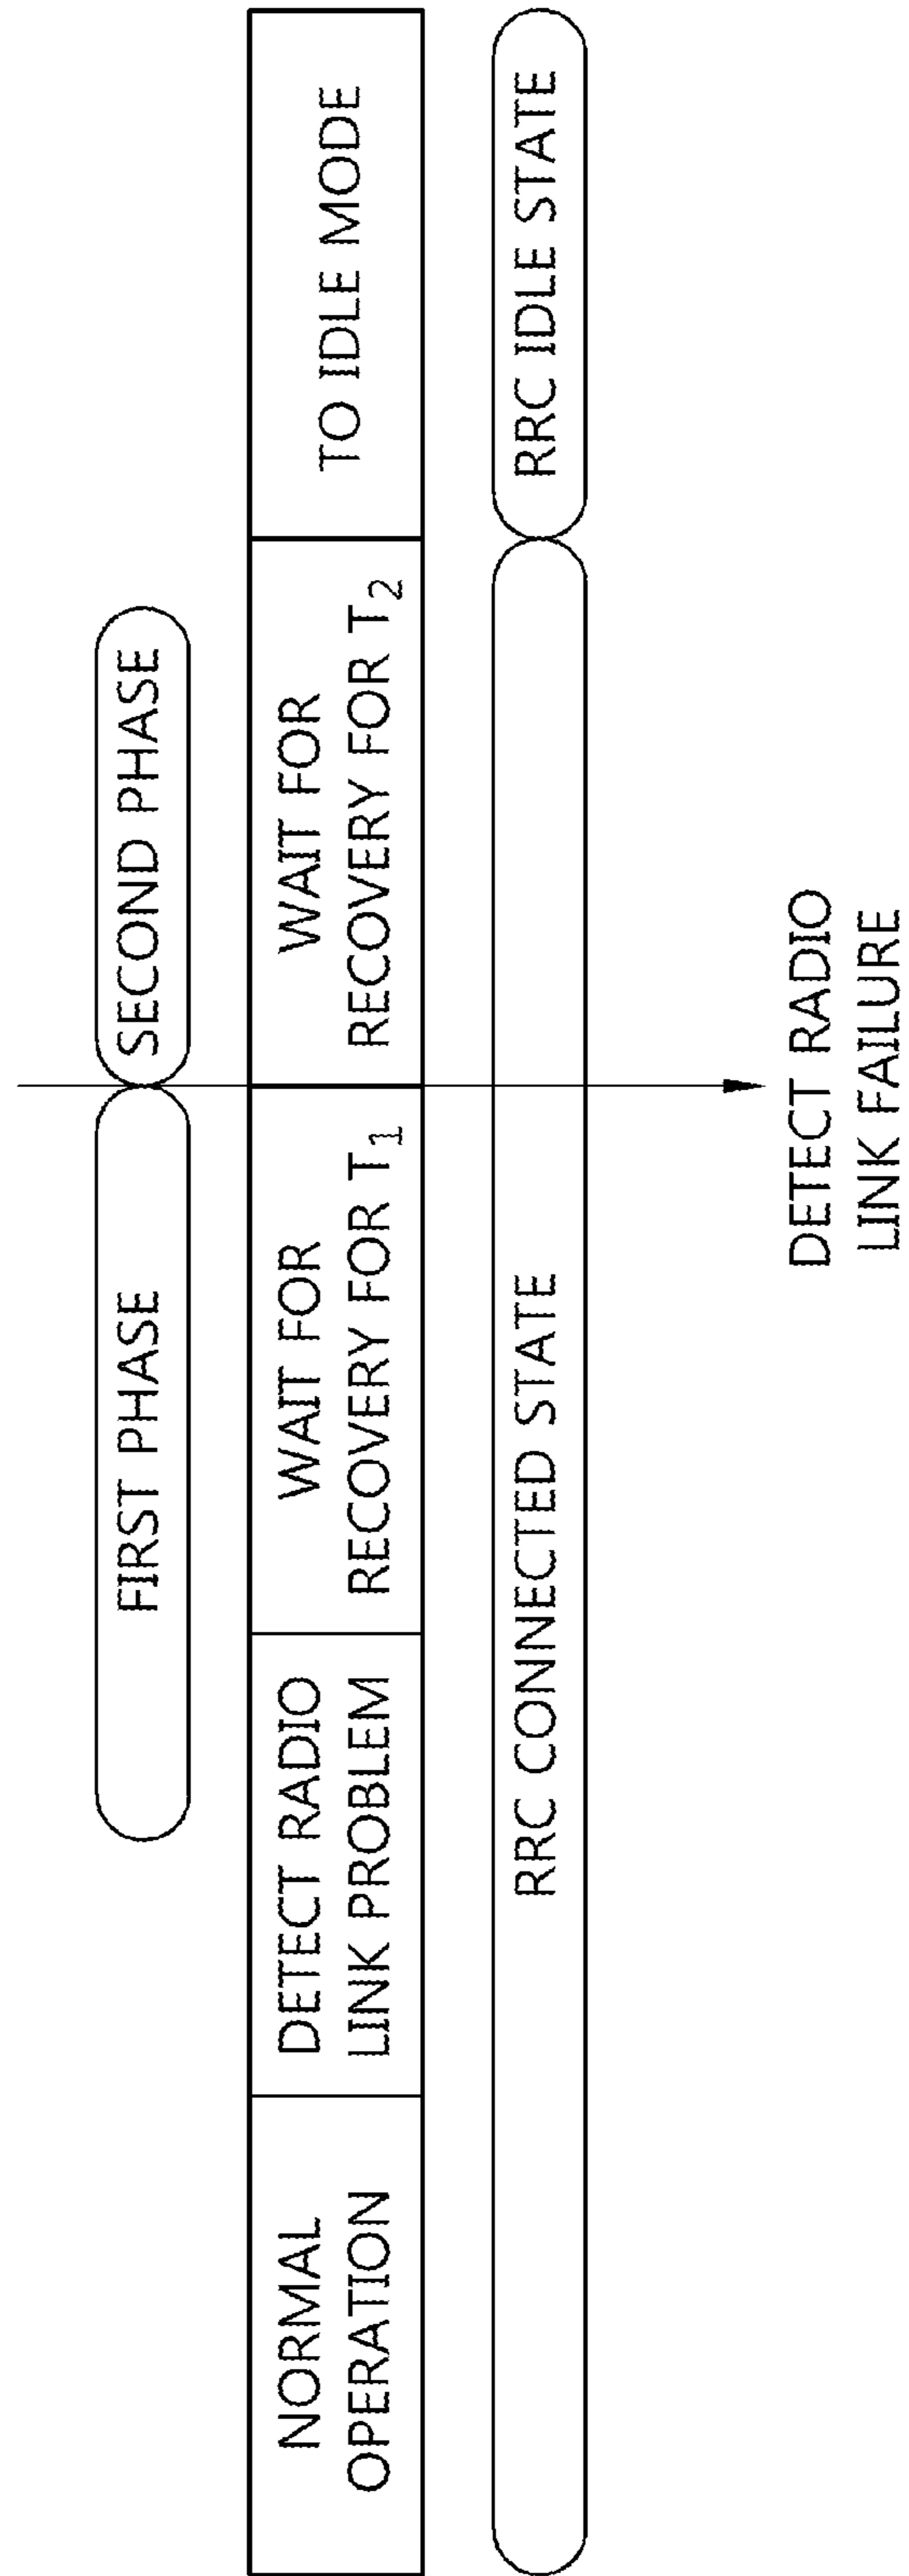 FIRST PHASE
SECOND PHASE
NORMAL
OPERATION
DETECT RADIO
LINK PROBLEM
WAIT FOR
RECOVERY FOR T1
WAIT FOR
RECOVERY FOR T2
TO IDLE MODE
RRC CONNECTED STATE
RRC IDLE STATE
DETECT RADIO
LINK FAILURE